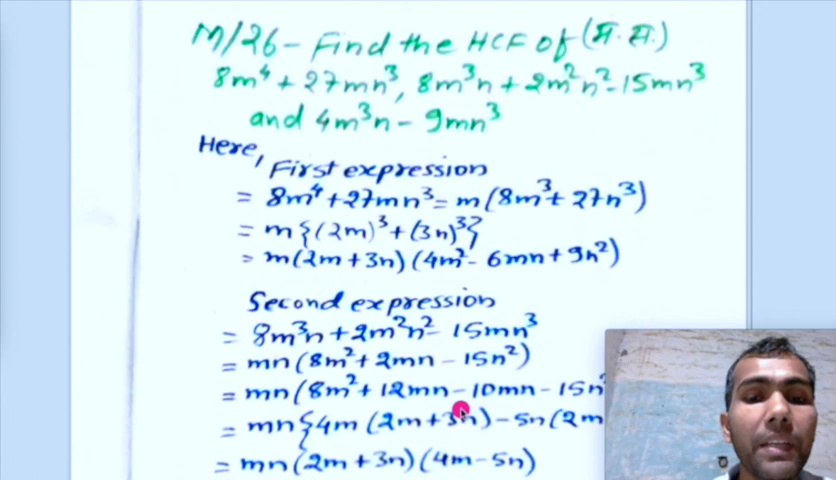 M/26 - Find the HCF of (म. स.)
8m⁴ + 27mn³, 8m³n + 2m²n² - 15mn³
and 4m³n - 9mn³
Here,
First expression
= 8m⁴ + 27mn³ = m(8m³ + 27n³)
= m{(2m)³ + (3n)³}
= m(2m + 3n)(4m² - 6mn + 9n²)
Second expression
= 8m³n + 2m²n² - 15mn³
= mn(8m² + 2mn - 15n²)
= mn(8m² + 12mn - 10mn - 15n²
= mn{4m(2m + 3n) - 5n(2m
= mn(2m + 3n)(4m - 5n)